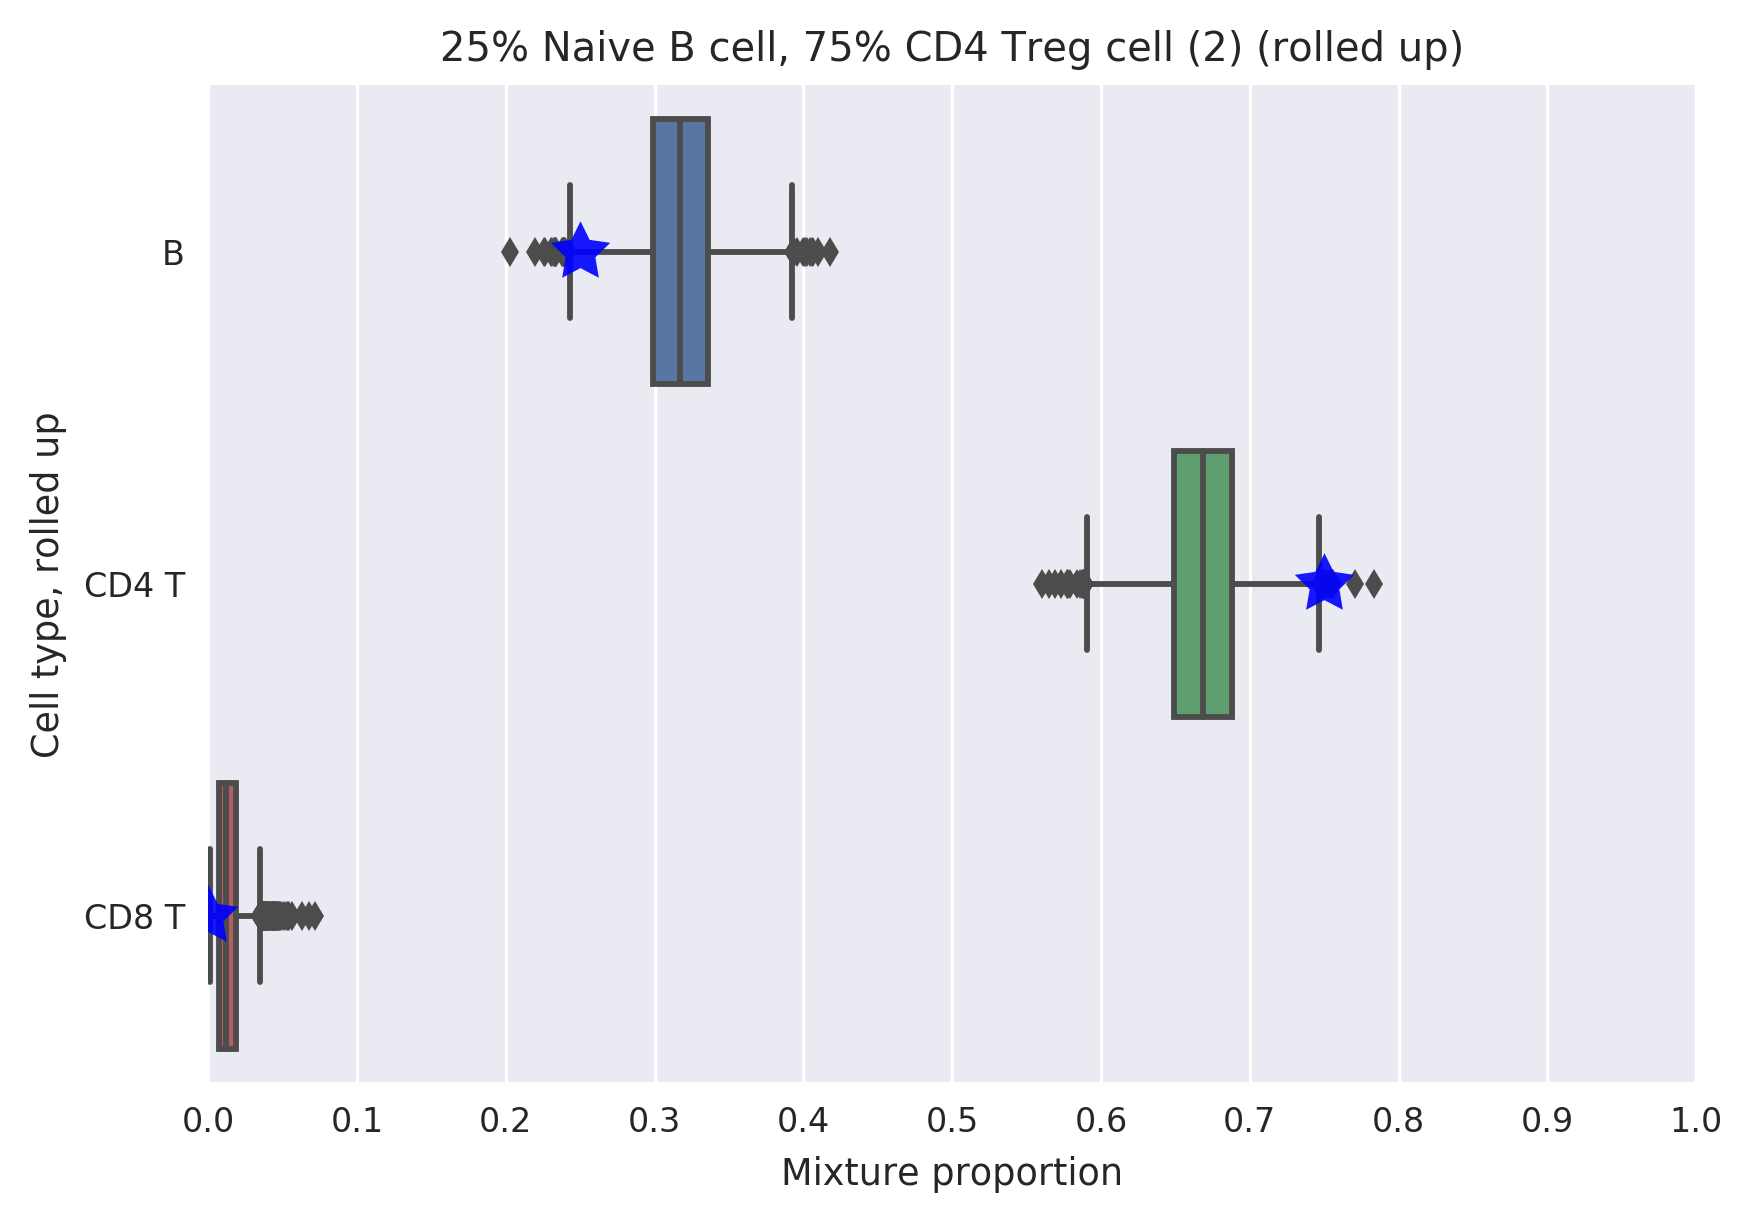 25% Naive B cell, 75% CD4 Treg cell (2) (rolled up)
Cell type, rolled up
B
CD4 T
CD8 T
0.0 0.1 0.2 0.3 0.4 0.5 0.6 0.7 0.8 0.9 1.0
Mixture proportion